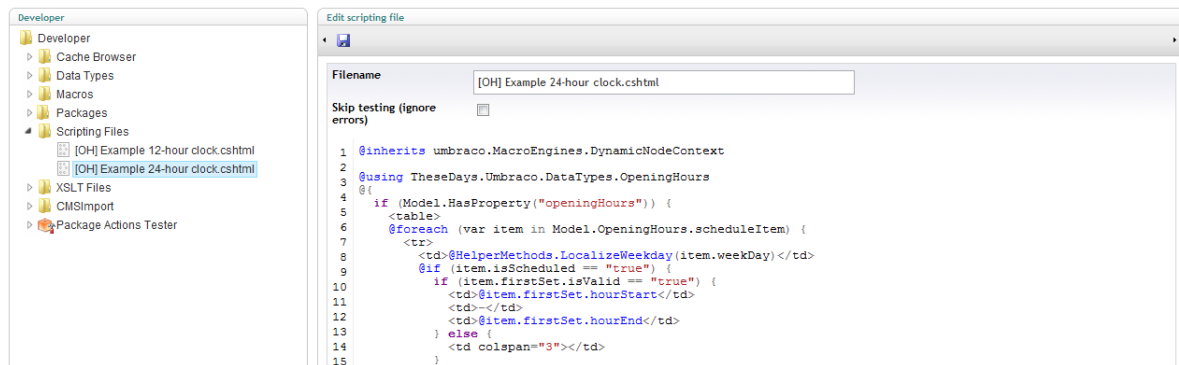 Developer
Developer
Cache Browser
Data Types
Macros
Packages
Scripting Files
[OH] Example 12-hour clock.cshtml
[OH] Example 24-hour clock.cshtml
XSLT Files
CMSImport
Package Actions Tester
Edit scripting file
Filename
[OH] Example 24-hour clock.cshtml
Skip testing (ignore
errors)
1 @inherits umbraco.MacroEngines.DynamicNodeContext
2
3 @using TheseDays.Umbraco.DataTypes.OpeningHours
4 @{
5   if (Model.HasProperty("openingHours")) {
6     <table>
7     @foreach (var item in Model.OpeningHours.scheduleItem) {
8       <tr>
9         <td>@HelperMethods.LocalizeWeekday(item.weekDay)</td>
10         @if (item.isScheduled == "true") {
11           if (item.firstSet.isValid == "true") {
12             <td>@item.firstSet.hourStart</td>
13             <td>-</td>
14             <td>@item.firstSet.hourEnd</td>
15           } else {
            <td colspan="3"></td>
          }